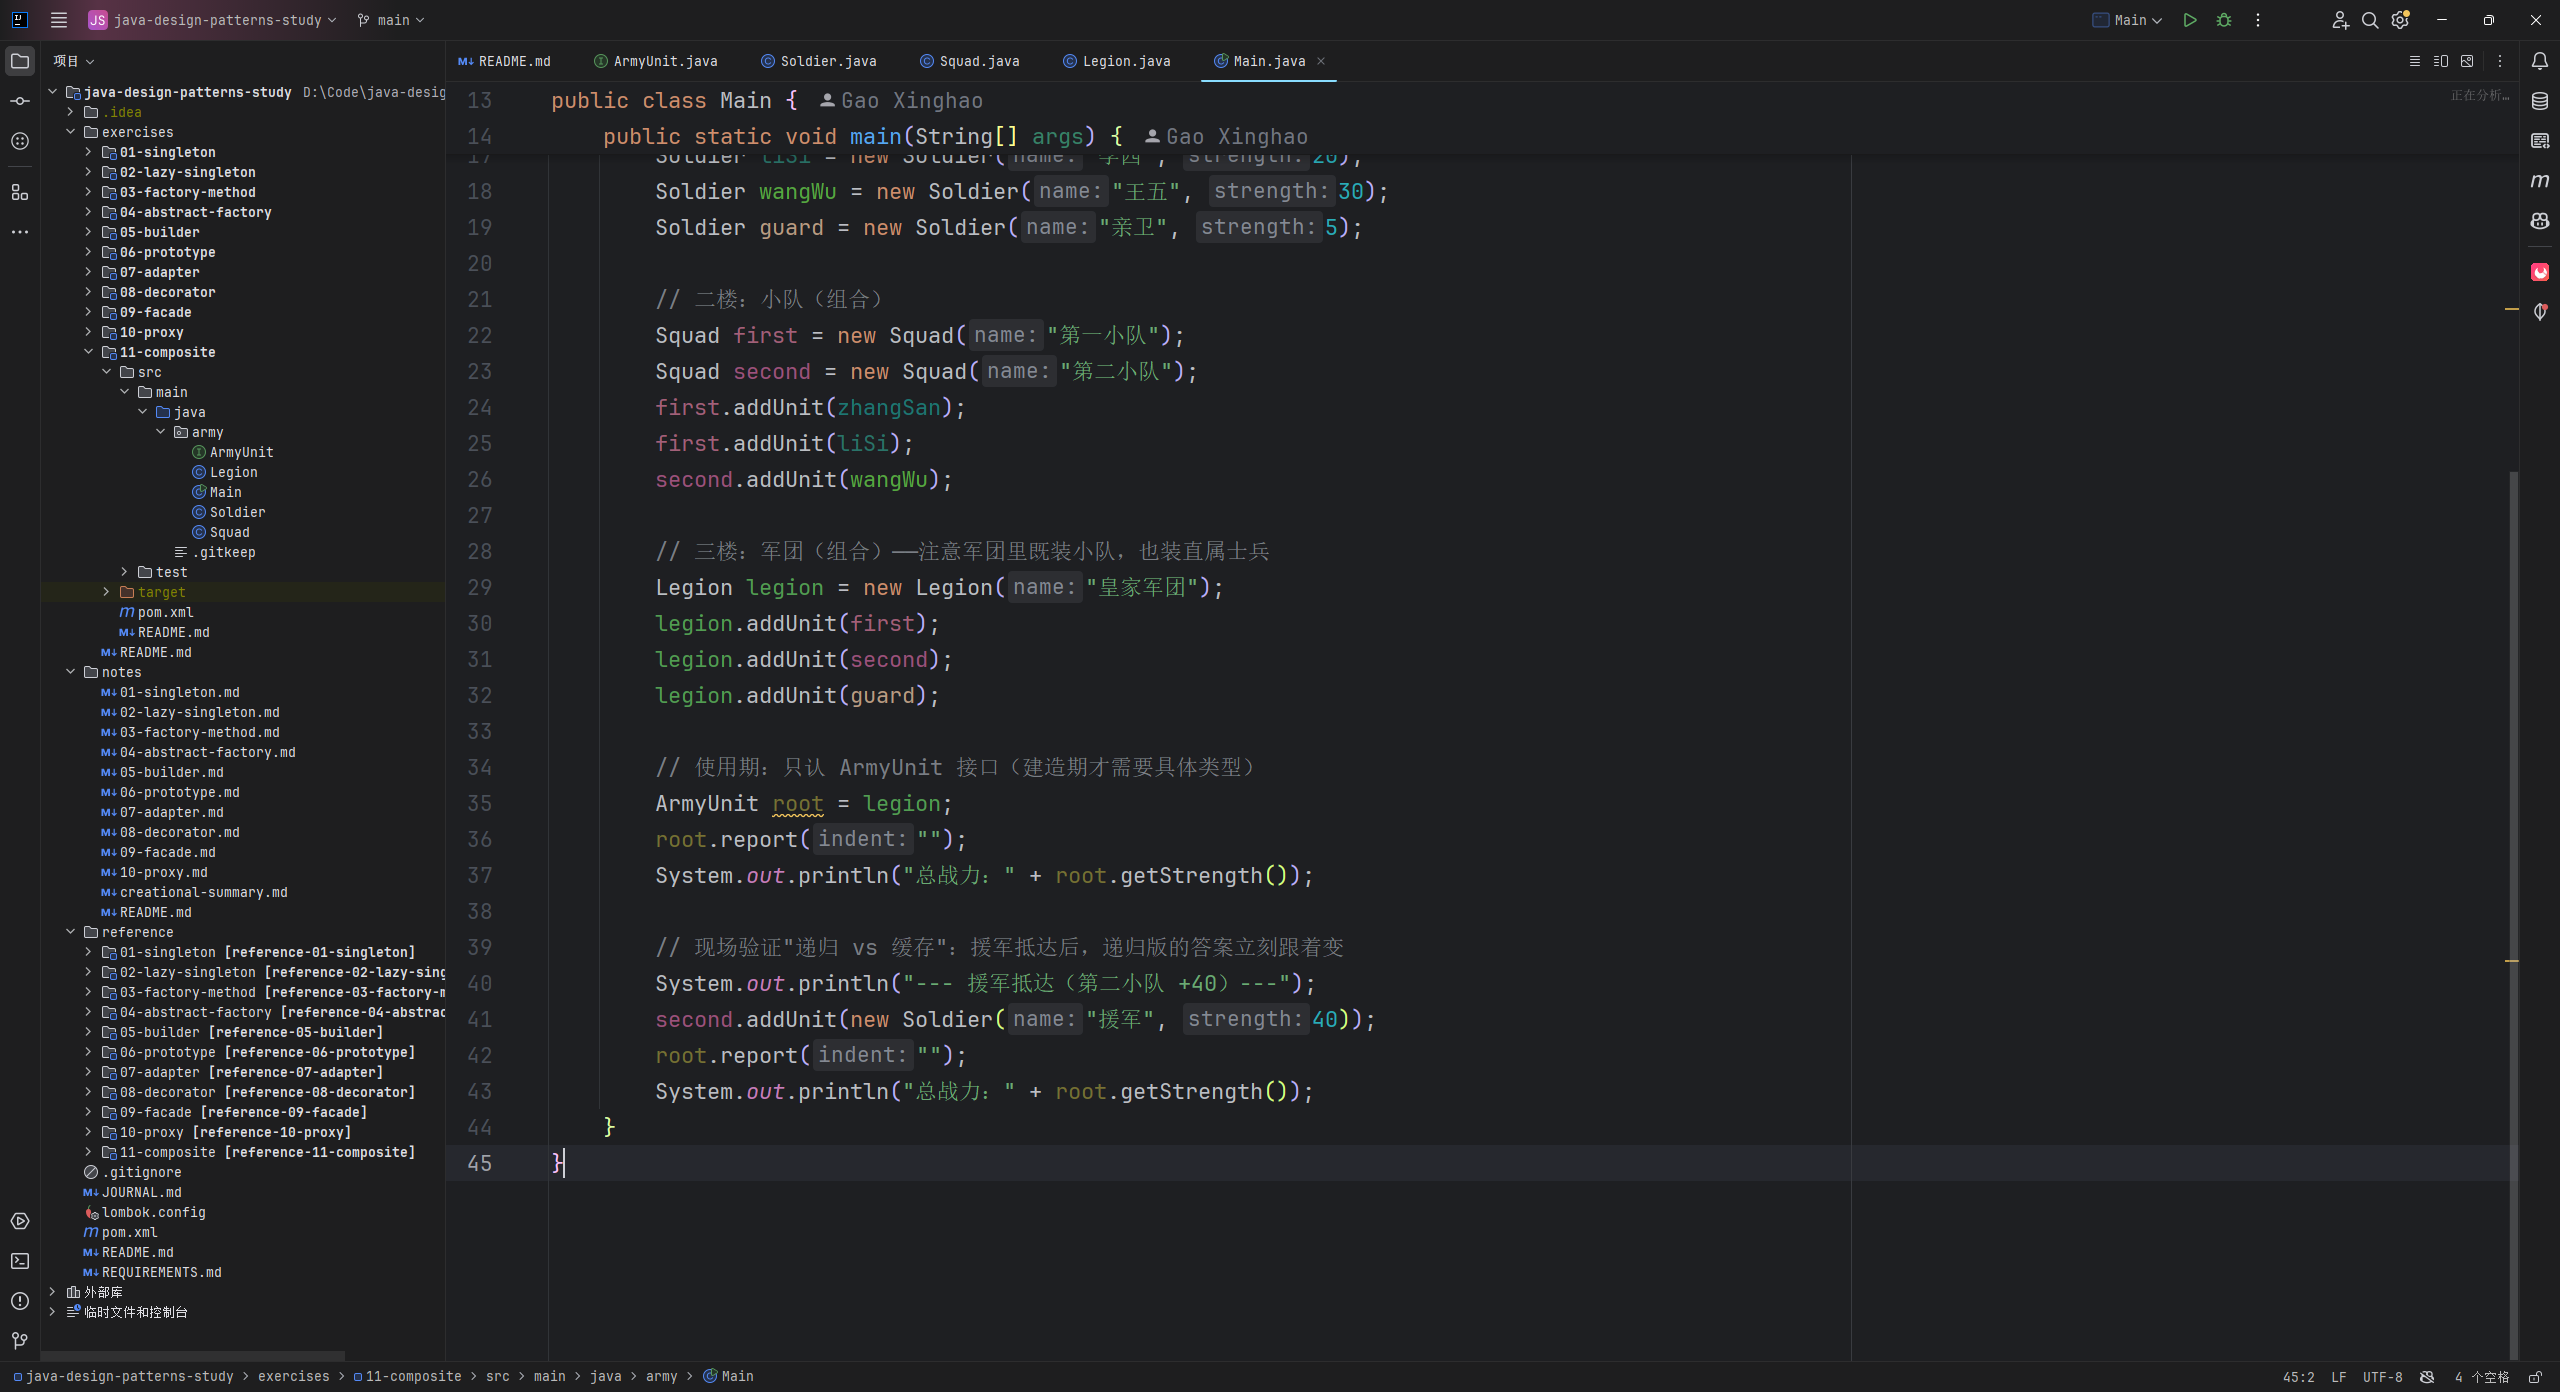 java-design-patterns-study
main
Main
项目
README.md
ArmyUnit.java
Soldier.java
Squad.java
Legion.java
Main.java
java-design-patterns-study D:\Code\java-desig
.idea
exercises
01-singleton
02-lazy-singleton
03-factory-method
04-abstract-factory
05-builder
06-prototype
07-adapter
08-decorator
09-facade
10-proxy
11-composite
src
main
java
army
ArmyUnit
Legion
Main
Soldier
Squad
.gitkeep
test
target
pom.xml
README.md
README.md
notes
01-singleton.md
02-lazy-singleton.md
03-factory-method.md
04-abstract-factory.md
05-builder.md
06-prototype.md
07-adapter.md
08-decorator.md
09-facade.md
10-proxy.md
creational-summary.md
README.md
reference
01-singleton [reference-01-singleton]
02-lazy-singleton [reference-02-lazy-sing
03-factory-method [reference-03-factory-m
04-abstract-factory [reference-04-abstrac
05-builder [reference-05-builder]
06-prototype [reference-06-prototype]
07-adapter [reference-07-adapter]
08-decorator [reference-08-decorator]
09-facade [reference-09-facade]
10-proxy [reference-10-proxy]
11-composite [reference-11-composite]
.gitignore
JOURNAL.md
lombok.config
pom.xml
README.md
REQUIREMENTS.md
外部库
临时文件和控制台
正在分析…
13 public class Main { Gao Xinghao
14 public static void main(String[] args) { Gao Xinghao
17 Soldier liSi = new Soldier( name: "李四", strength: 20);
18 Soldier wangWu = new Soldier( name: "王五", strength: 30);
19 Soldier guard = new Soldier( name: "亲卫", strength: 5);
20
21 // 二楼：小队（组合）
22 Squad first = new Squad( name: "第一小队");
23 Squad second = new Squad( name: "第二小队");
24 first.addUnit(zhangSan);
25 first.addUnit(liSi);
26 second.addUnit(wangWu);
27
28 // 三楼：军团（组合）——注意军团里既装小队，也装直属士兵
29 Legion legion = new Legion( name: "皇家军团");
30 legion.addUnit(first);
31 legion.addUnit(second);
32 legion.addUnit(guard);
33
34 // 使用期：只认 ArmyUnit 接口（建造期才需要具体类型）
35 ArmyUnit root = legion;
36 root.report( indent: "");
37 System.out.println("总战力：" + root.getStrength());
38
39 // 现场验证"递归 vs 缓存"：援军抵达后，递归版的答案立刻跟着变
40 System.out.println("--- 援军抵达（第二小队 +40）---");
41 second.addUnit(new Soldier( name: "援军", strength: 40));
42 root.report( indent: "");
43 System.out.println("总战力：" + root.getStrength());
44 }
45 }
java-design-patterns-study > exercises > 11-composite > src > main > java > army > Main
45:2 LF UTF-8 4 个空格